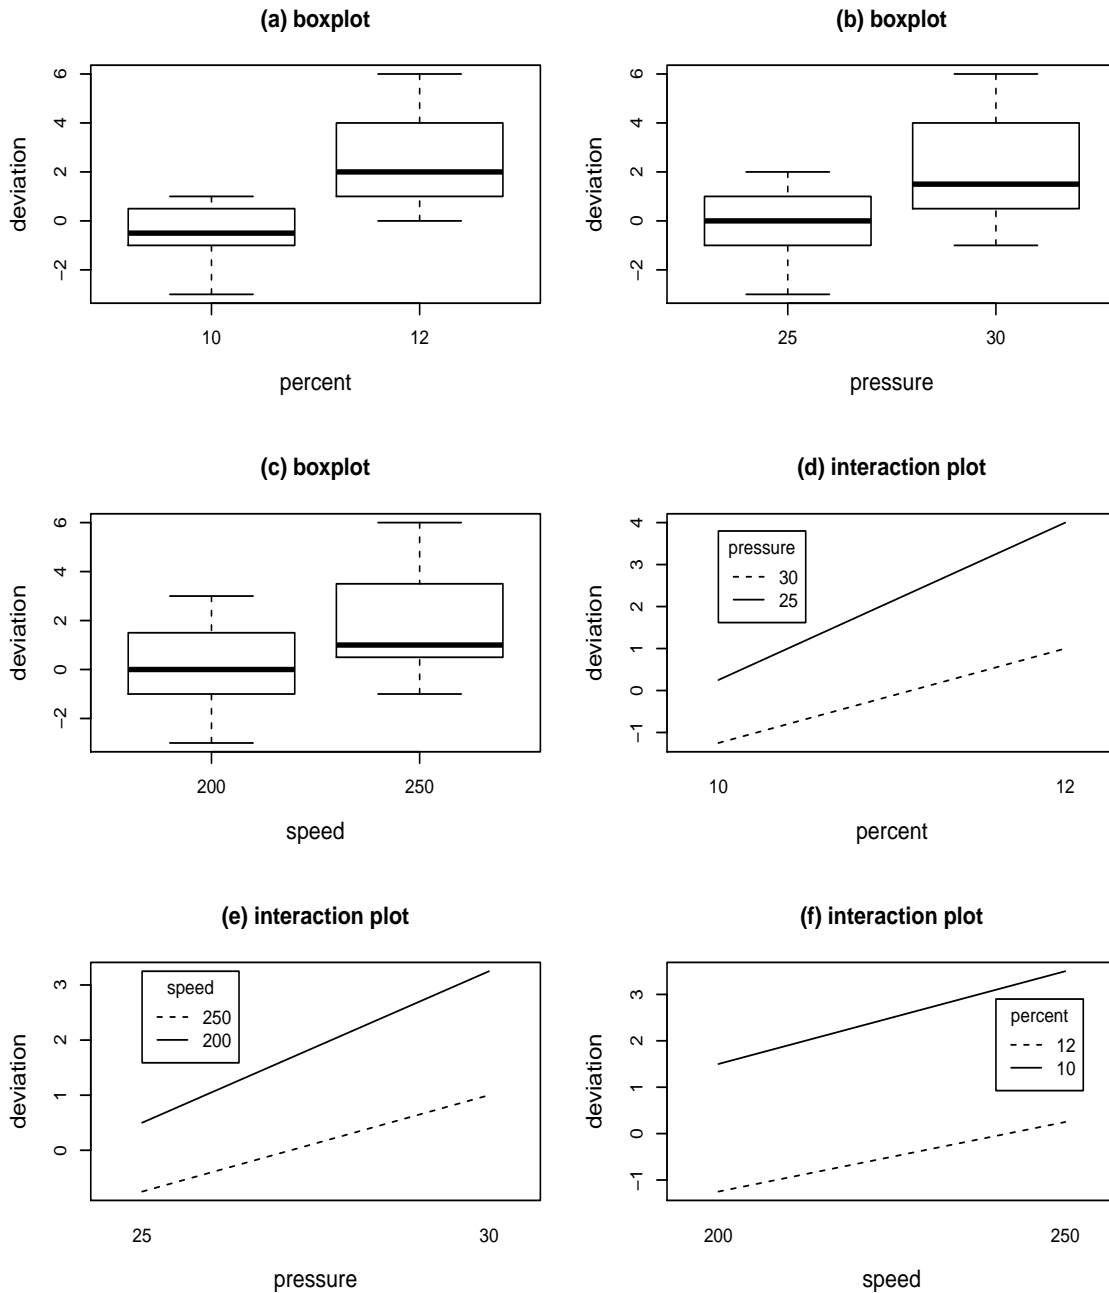 (a) boxplot
deviation
6
4
2
0
−2
10
12
percent
(b) boxplot
deviation
6
4
2
0
−2
25
30
pressure
(c) boxplot
deviation
6
4
2
0
−2
200
250
speed
(d) interaction plot
deviation
4
3
2
1
0
−1
pressure
30
25
10
12
percent
(e) interaction plot
deviation
3
2
1
0
speed
250
200
25
30
pressure
(f) interaction plot
deviation
3
2
1
0
−1
percent
12
10
200
250
speed